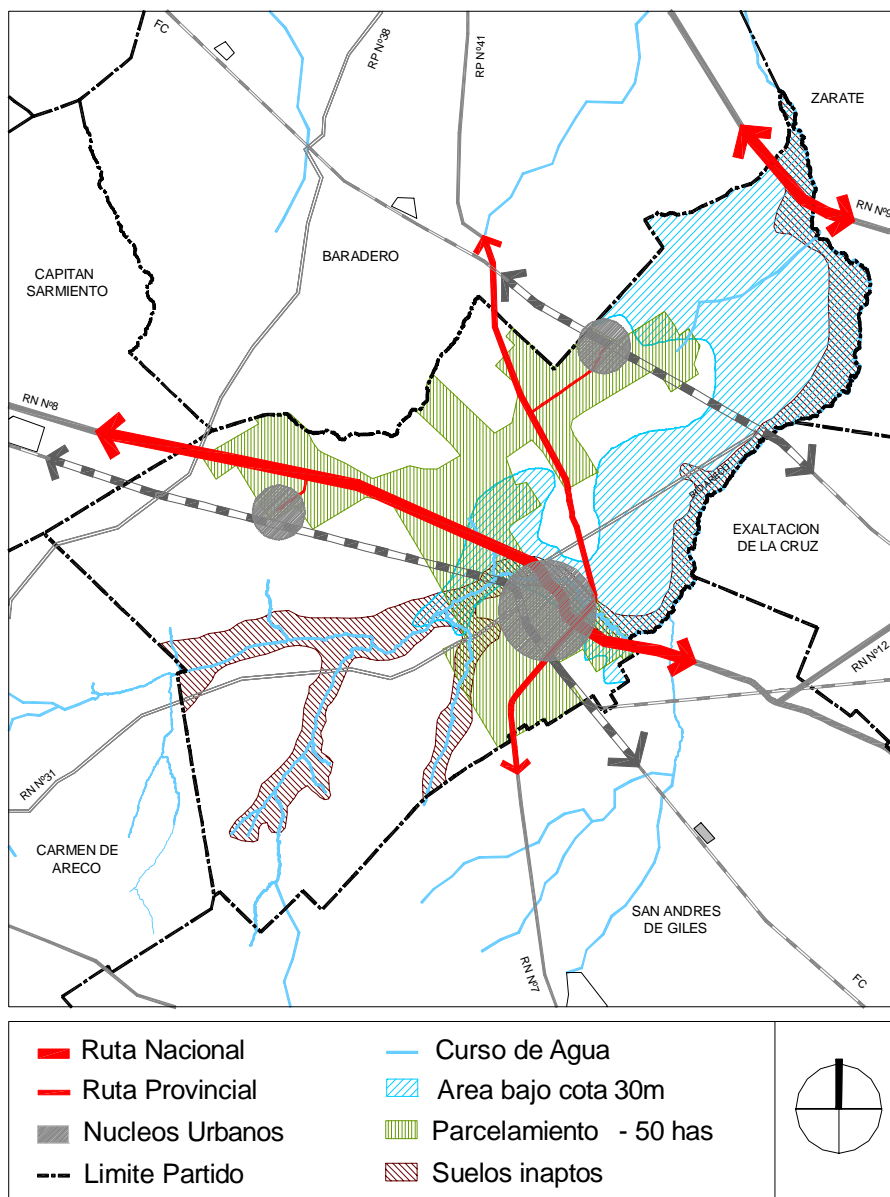 FC
RP Nº38
RP Nº41
ZARATE
RN Nº9
BARADERO
CAPITAN
SARMIENTO
RN Nº8
RIO ARECO
EXALTACION
DE LA CRUZ
RN Nº12
RN Nº31
CARMEN DE
ARECO
SAN ANDRES
DE GILES
RN Nº7
FC
Ruta Nacional
Ruta Provincial
Nucleos Urbanos
Limite Partido
Curso de Agua
Area bajo cota 30m
Parcelamiento - 50 has
Suelos inaptos